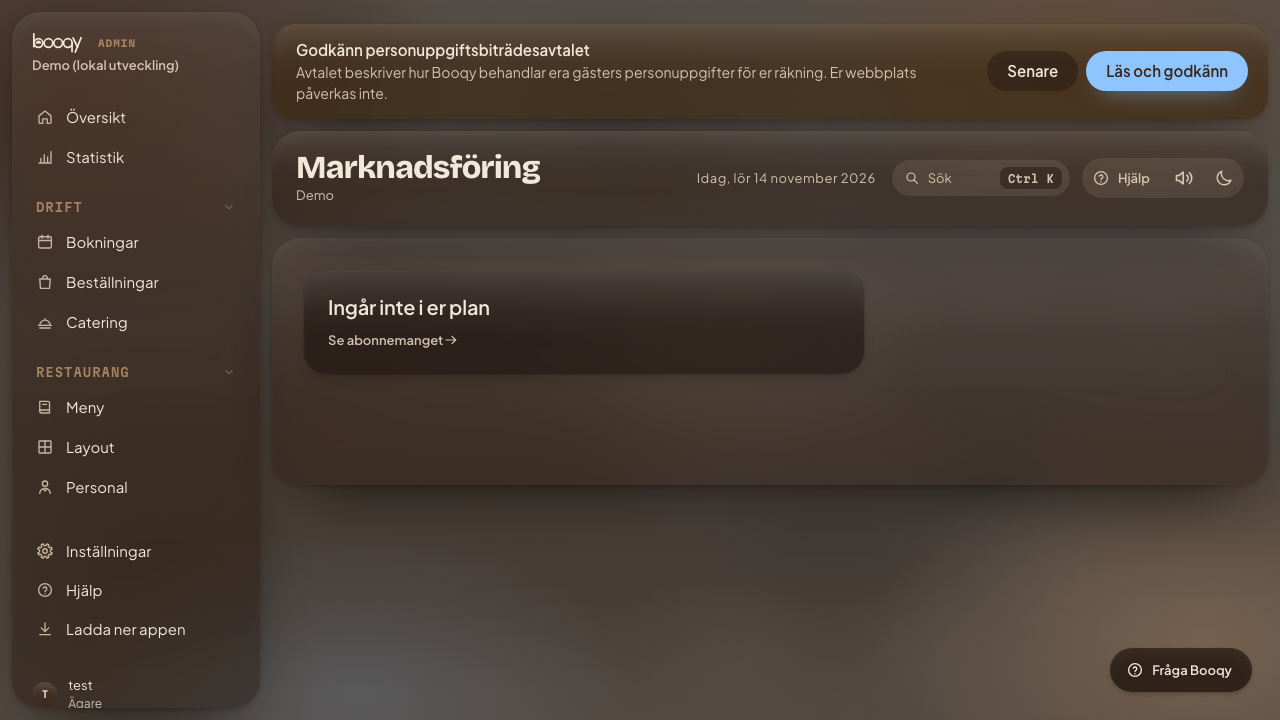 booqy ADMIN
Demo (lokal utveckling)
Översikt
Statistik
DRIFT
Bokningar
Beställningar
Catering
RESTAURANG
Meny
Layout
Personal
Inställningar
Hjälp
Ladda ner appen
T
test
Ägare
Godkänn personuppgiftsbiträdesavtalet
Avtalet beskriver hur Booqy behandlar era gästers personuppgifter för er räkning. Er webbplats
påverkas inte.
Senare
Läs och godkänn
Marknadsföring
Demo
Idag, lör 14 november 2026
Sök
Ctrl K
Hjälp
Ingår inte i er plan
Se abonnemanget→
Fråga Booqy